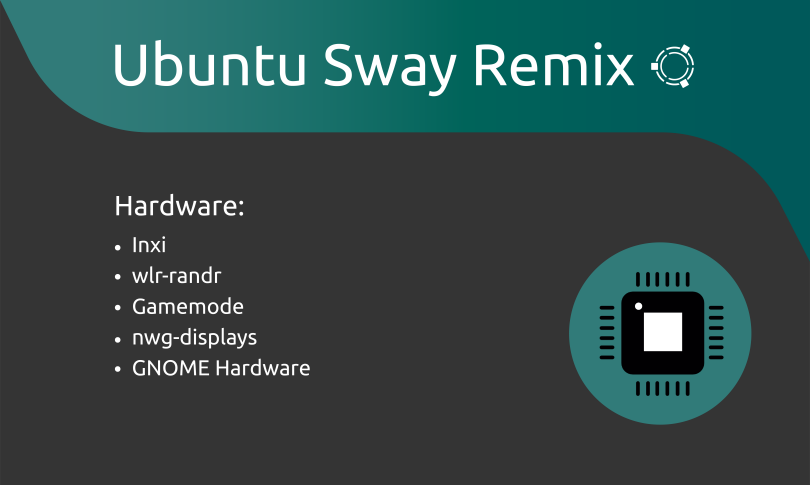 Ubuntu Sway Remix
Hardware:
• Inxi
• wlr-randr
• Gamemode
• nwg-displays
• GNOME Hardware